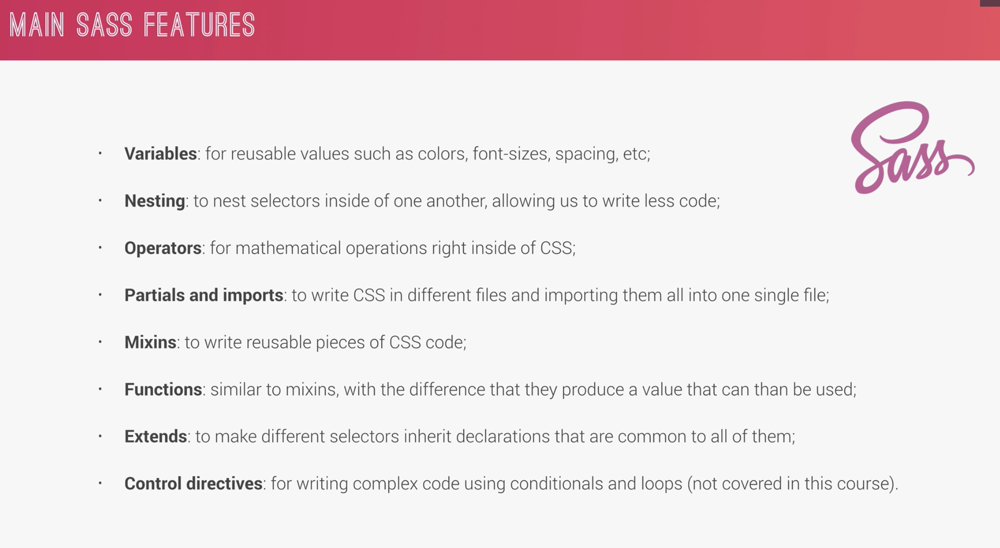 MAIN SASS FEATURES
Sass
• Variables: for reusable values such as colors, font-sizes, spacing, etc;
• Nesting: to nest selectors inside of one another, allowing us to write less code;
• Operators: for mathematical operations right inside of CSS;
• Partials and imports: to write CSS in different files and importing them all into one single file;
• Mixins: to write reusable pieces of CSS code;
• Functions: similar to mixins, with the difference that they produce a value that can than be used;
• Extends: to make different selectors inherit declarations that are common to all of them;
• Control directives: for writing complex code using conditionals and loops (not covered in this course).